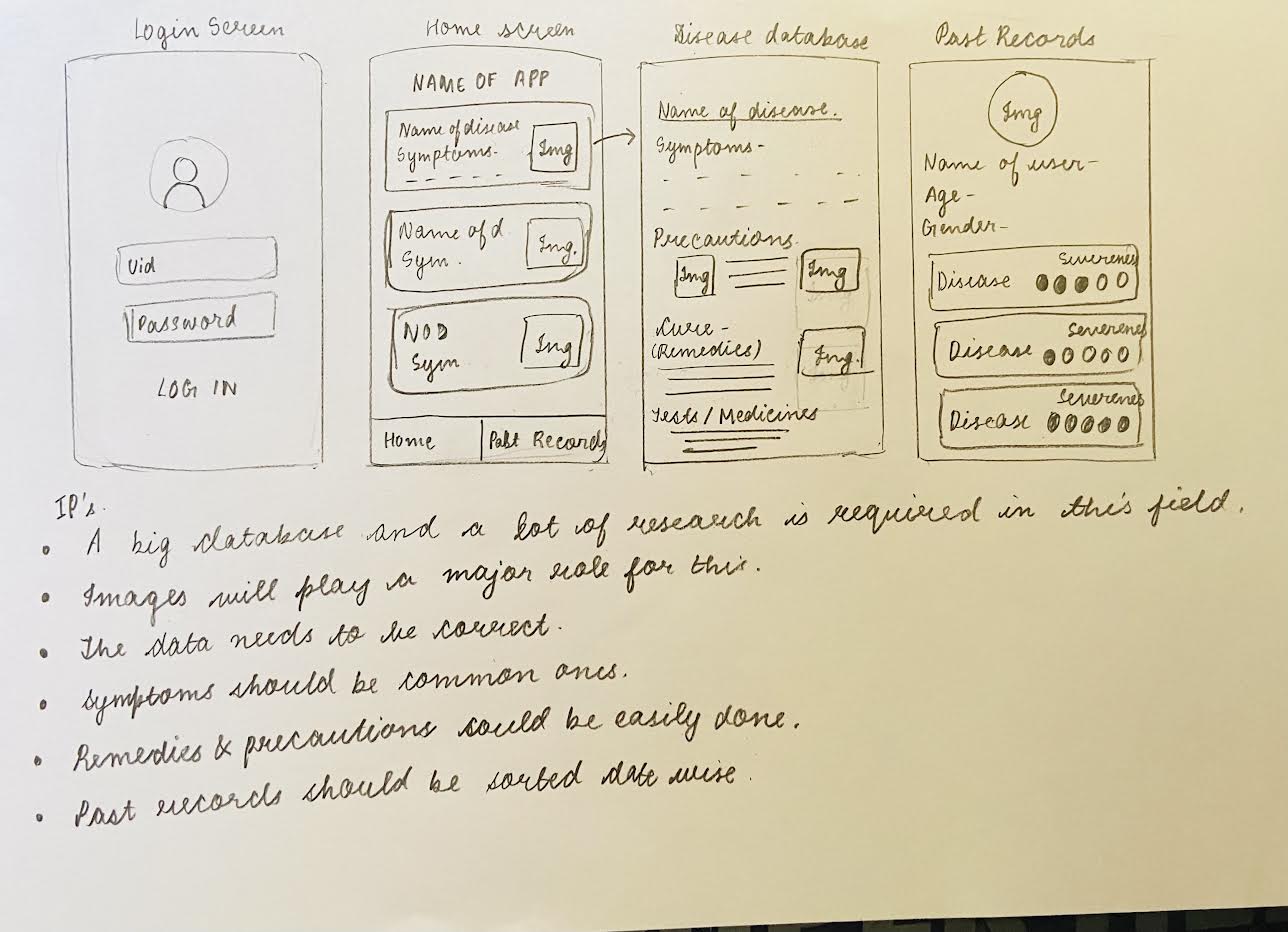 Login Screen
Uid
Password
LOG IN
Home screen
NAME OF APP
Name of disease
Symptoms-
Img
Name of d.
Sym.
Img.
NOD
Sym
Img
Home
Past Records
Disease database
Name of disease.
Symptoms-
Precautions.
Img
Img
Cure-
(Remedies)
Img.
Tests/Medicines
Past Records
Img
Name of user-
Age-
Gender-
Severenes
Disease
Severenes
Disease
Severenes
Disease
IP's.
• A big database and a lot of research is required in this field.
• Images will play a major role for this.
• The data needs to be correct.
• Symptoms should be common ones.
• Remedies & precautions could be easily done.
• Past records should be sorted date wise.